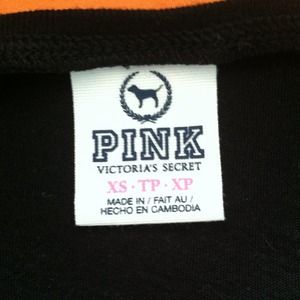 PINK
VICTORIA'S SECRET
XS · TP · XP
MADE IN / FAIT AU /
HECHO EN CAMBODIA